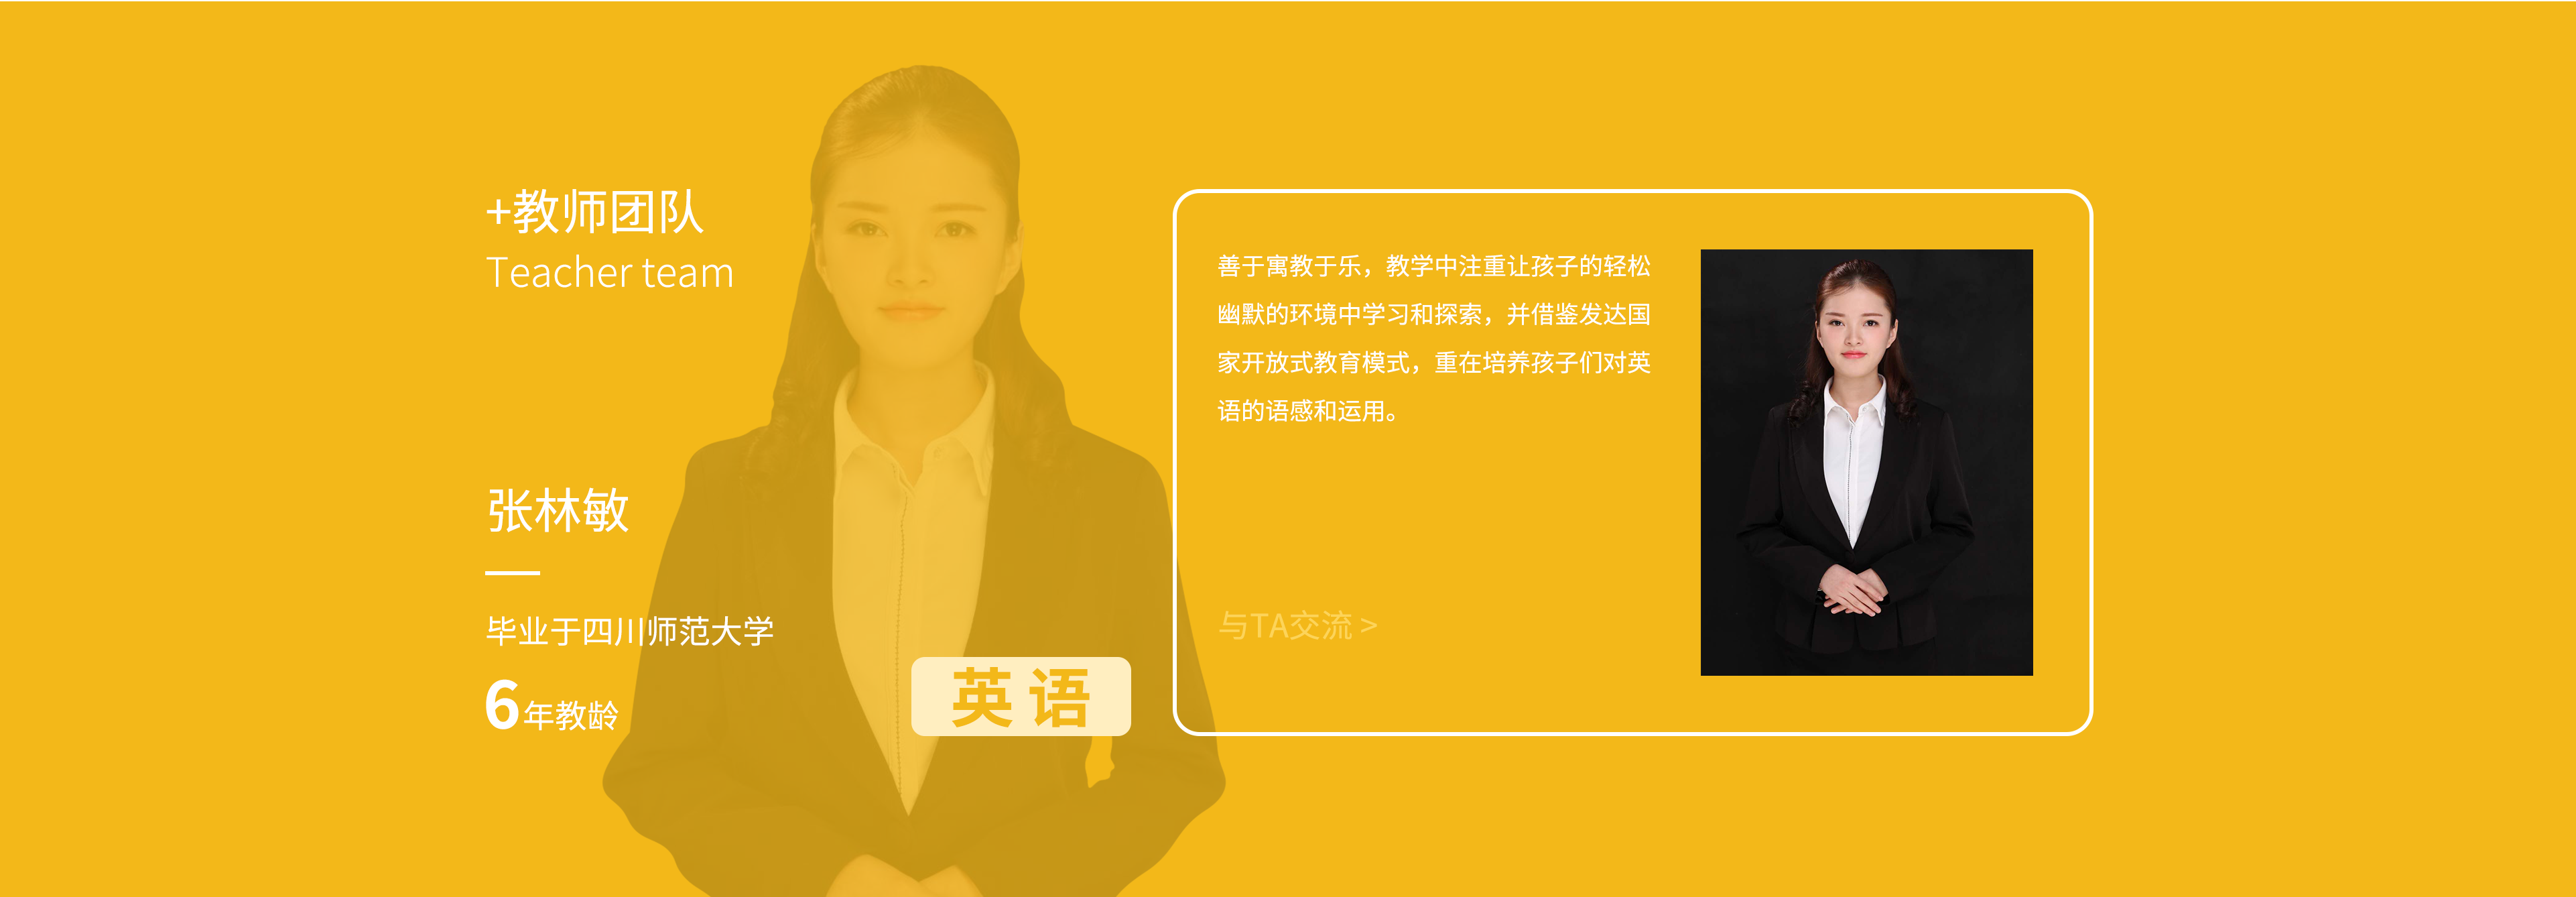 +教师团队
Teacher team
张林敏
毕业于四川师范大学
6年教龄
英语
善于寓教于乐，教学中注重让孩子的轻松
幽默的环境中学习和探索，并借鉴发达国
家开放式教育模式，重在培养孩子们对英
语的语感和运用。
与TA交流 >